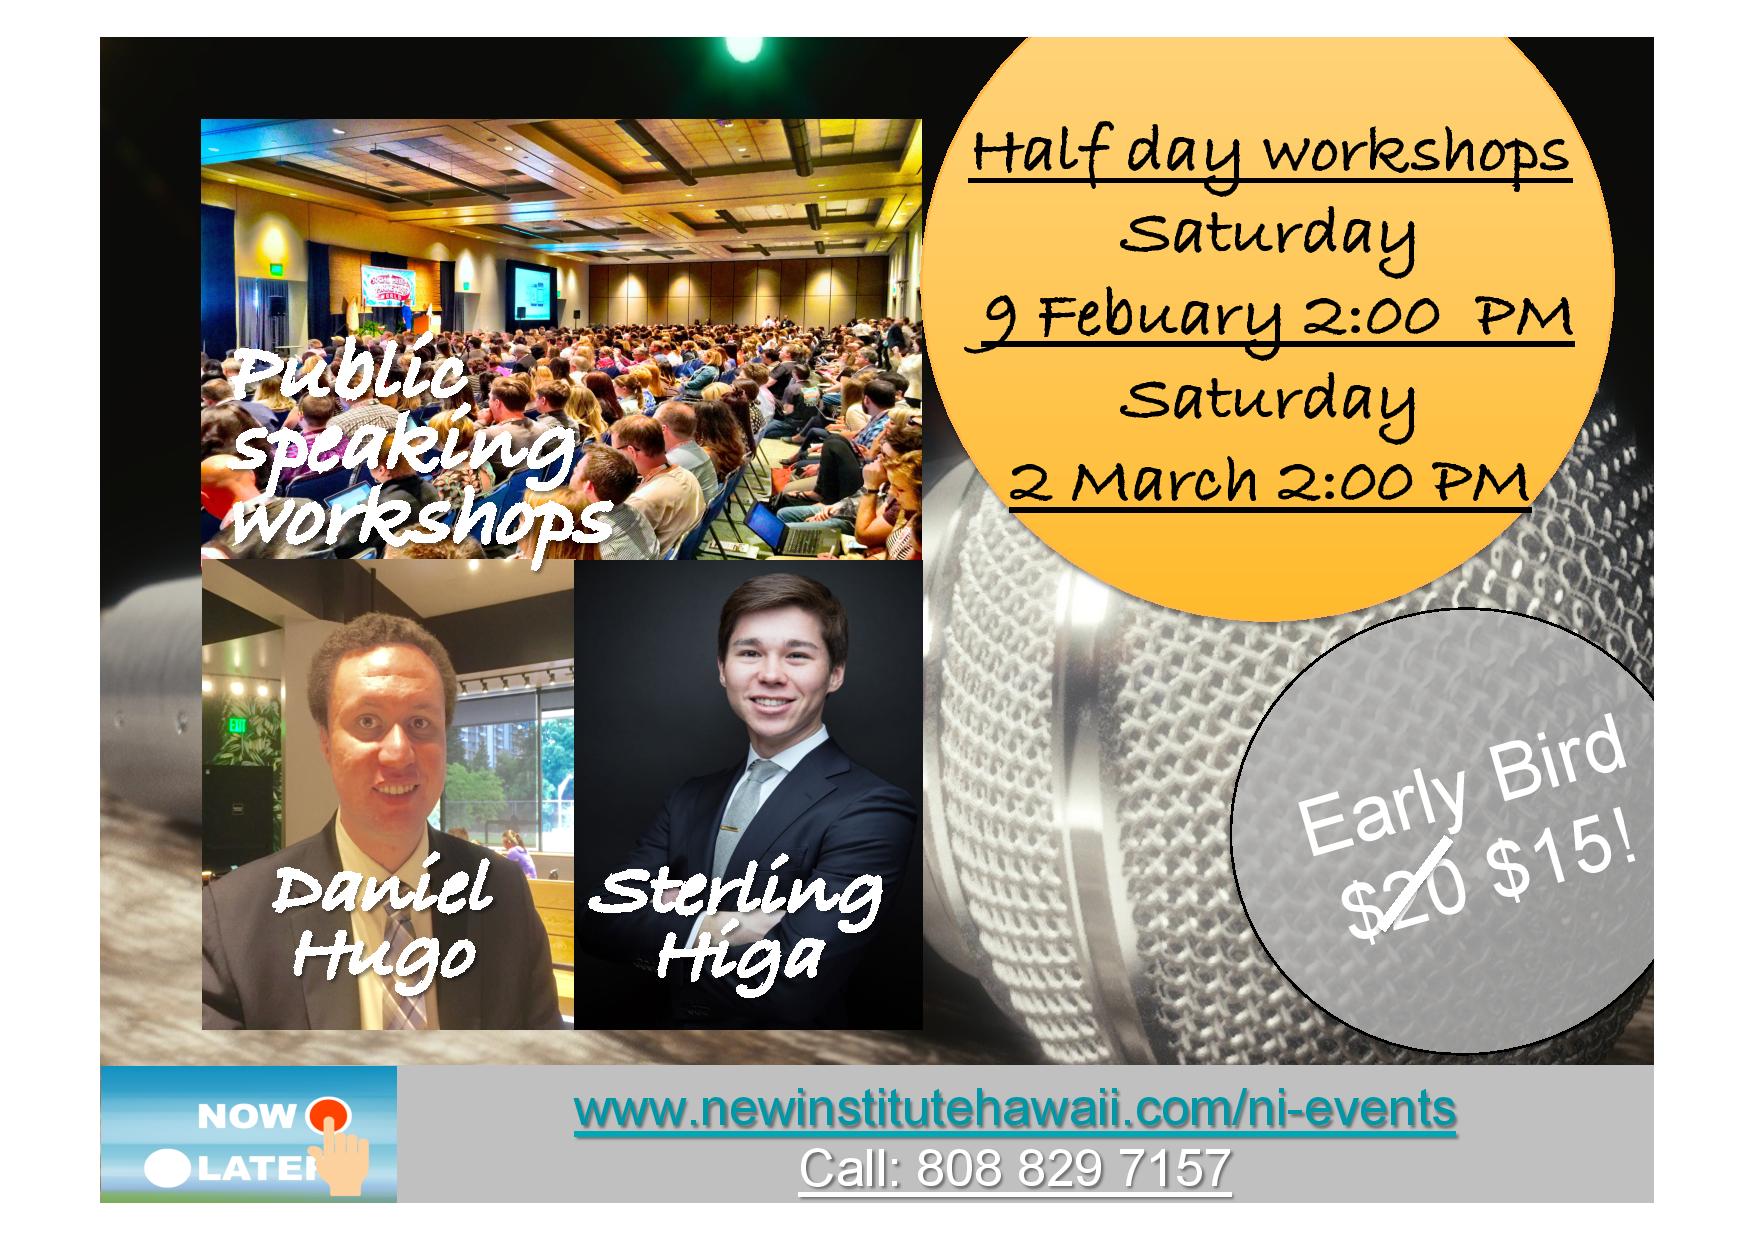 Half day workshops
Saturday
9 Febuary 2:00 PM
Saturday
2 March 2:00 PM
Public
speaking
workshops
EXIT
Daniel
Hugo
Sterling
Higa
Early Bird
$20 $15!
NOW
LATER
www.newinstitutehawaii.com/ni-events
Call: 808 829 7157